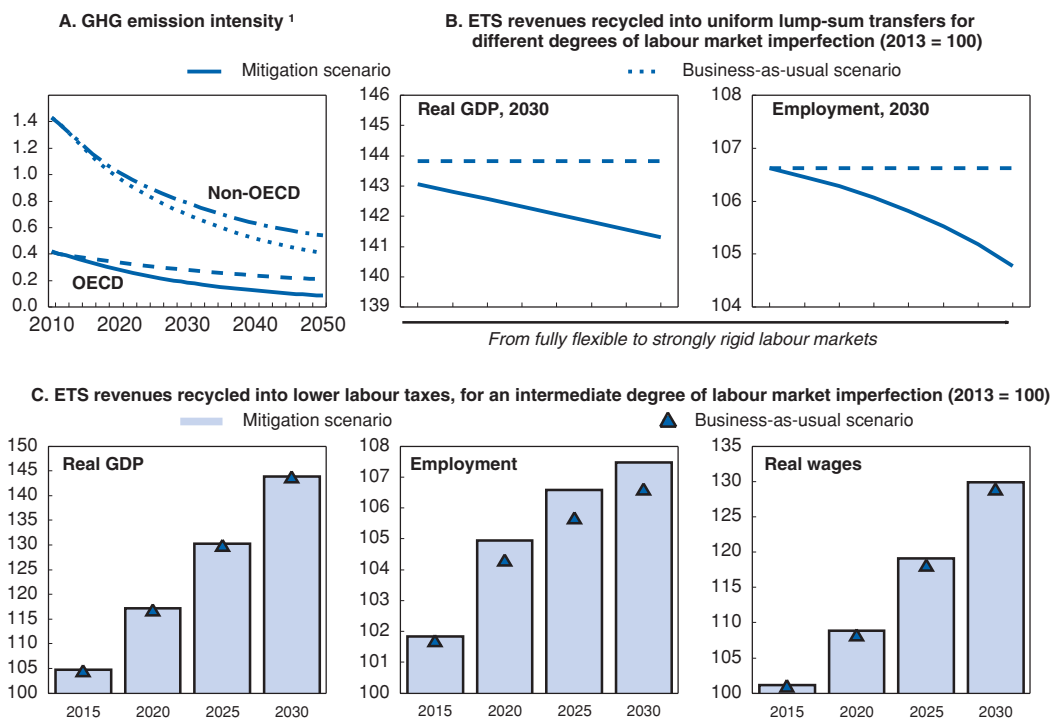 A. GHG emission intensity ¹
B. ETS revenues recycled into uniform lump-sum transfers for
different degrees of labour market imperfection (2013 = 100)
Mitigation scenario
Business-as-usual scenario
1.4
1.2
1.0
0.8
0.6
0.4
0.2
0.0
Non-OECD
OECD
2010 2020 2030 2040 2050
146
145
144
143
142
141
140
139
Real GDP, 2030
108
107
106
105
104
Employment, 2030
From fully flexible to strongly rigid labour markets
C. ETS revenues recycled into lower labour taxes, for an intermediate degree of labour market imperfection (2013 = 100)
Mitigation scenario
Business-as-usual scenario
150
145
140
135
130
125
120
115
110
105
100
Real GDP
2015 2020 2025 2030
108
107
106
105
104
103
102
101
100
Employment
2015 2020 2025 2030
135
130
125
120
115
110
105
100
Real wages
2015 2020 2025 2030